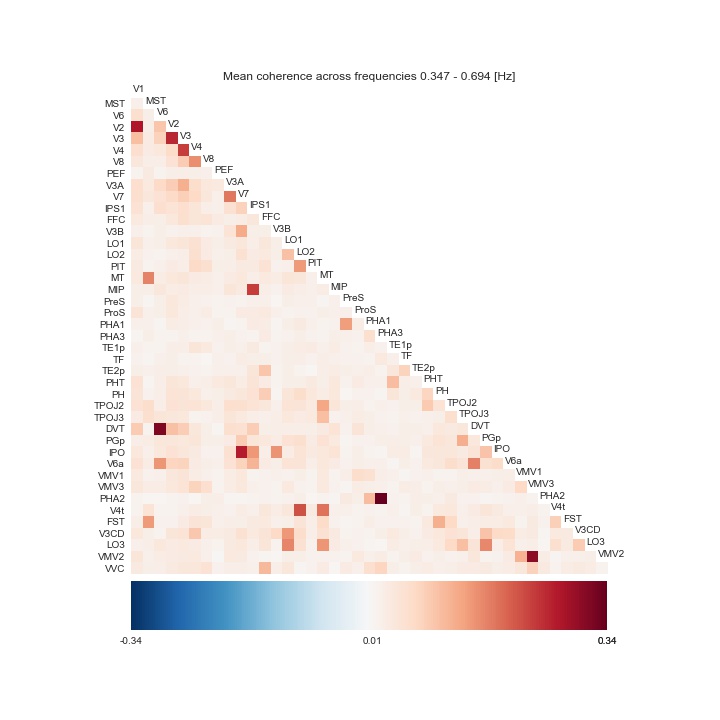 Mean coherence across frequencies 0.347 - 0.694 [Hz]
V1
MST MST
V6 V6
V2 V2
V3 V3
V4 V4
V8 V8
PEF PEF
V3A V3A
V7 V7
IPS1 IPS1
FFC FFC
V3B V3B
LO1 LO1
LO2 LO2
PIT PIT
MT MT
MIP MIP
PreS PreS
ProS ProS
PHA1 PHA1
PHA3 PHA3
TE1p TE1p
TF TF
TE2p TE2p
PHT PHT
PH PH
TPOJ2 TPOJ2
TPOJ3 TPOJ3
DVT DVT
PGp PGp
IPO IPO
V6a V6a
VMV1 VMV1
VMV3 VMV3
PHA2 PHA2
V4t V4t
FST FST
V3CD V3CD
LO3 LO3
VMV2 VMV2
VVC
-0.34 0.01 0.34